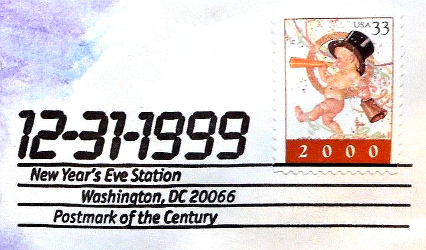 USA 33
2000
12-31-1999
New Year's Eve Station
Washington, DC 20066
Postmark of the Century